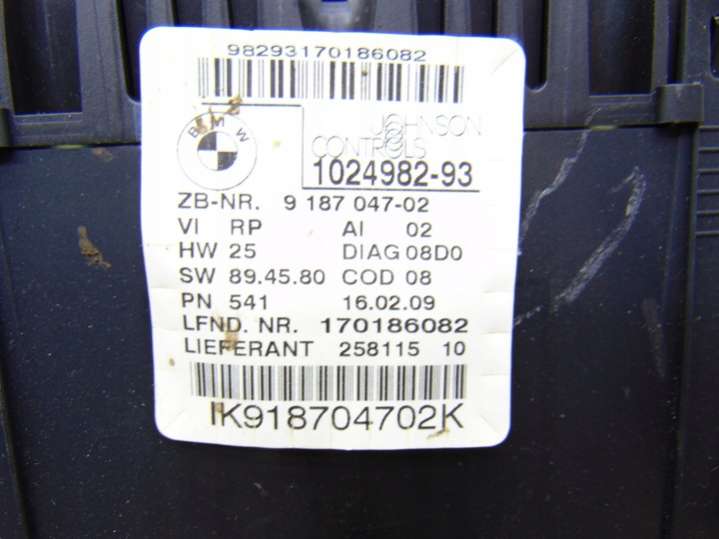 98293170186082
BMW
JOHNSON
CONTROLS
1024982-93
ZB-NR. 9 187 047-02
VI RP AI 02
HW 25 DIAG 08D0
SW 89.45.80 COD 08
PN 541 16.02.09
LFND. NR. 170186082
LIEFERANT 258115 10
IK918704702K